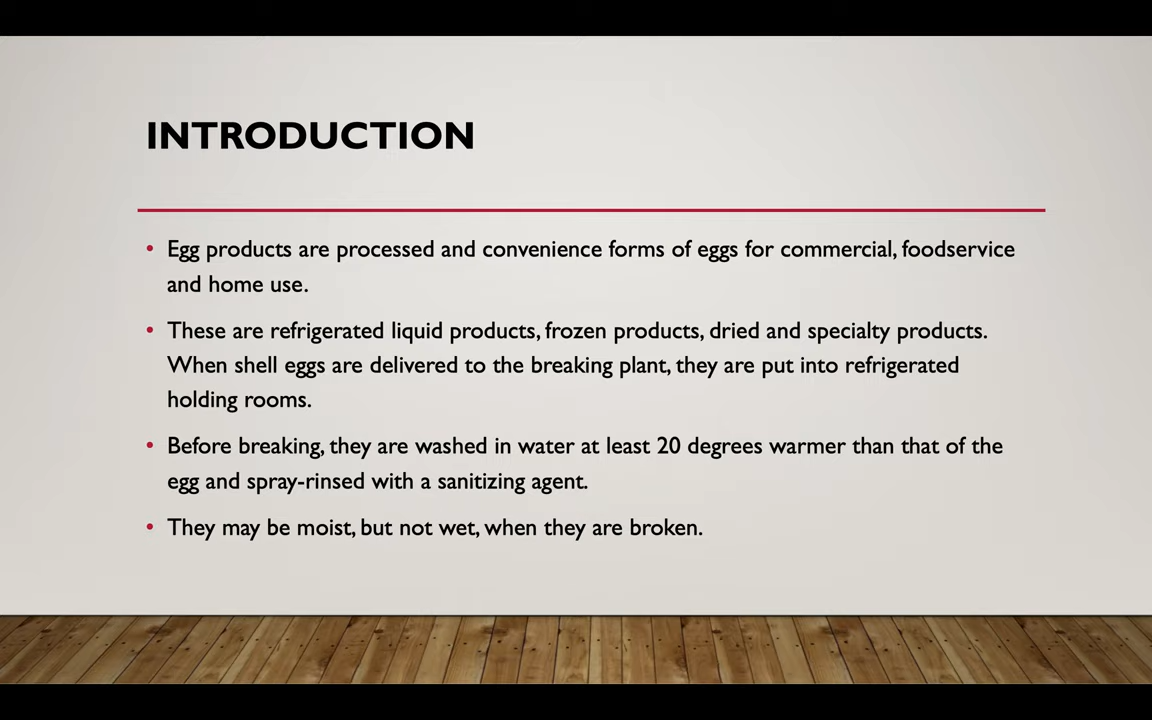 INTRODUCTION
• Egg products are processed and convenience forms of eggs for commercial, foodservice
and home use.
• These are refrigerated liquid products, frozen products, dried and specialty products.
When shell eggs are delivered to the breaking plant, they are put into refrigerated
holding rooms.
• Before breaking, they are washed in water at least 20 degrees warmer than that of the
egg and spray-rinsed with a sanitizing agent.
• They may be moist, but not wet, when they are broken.